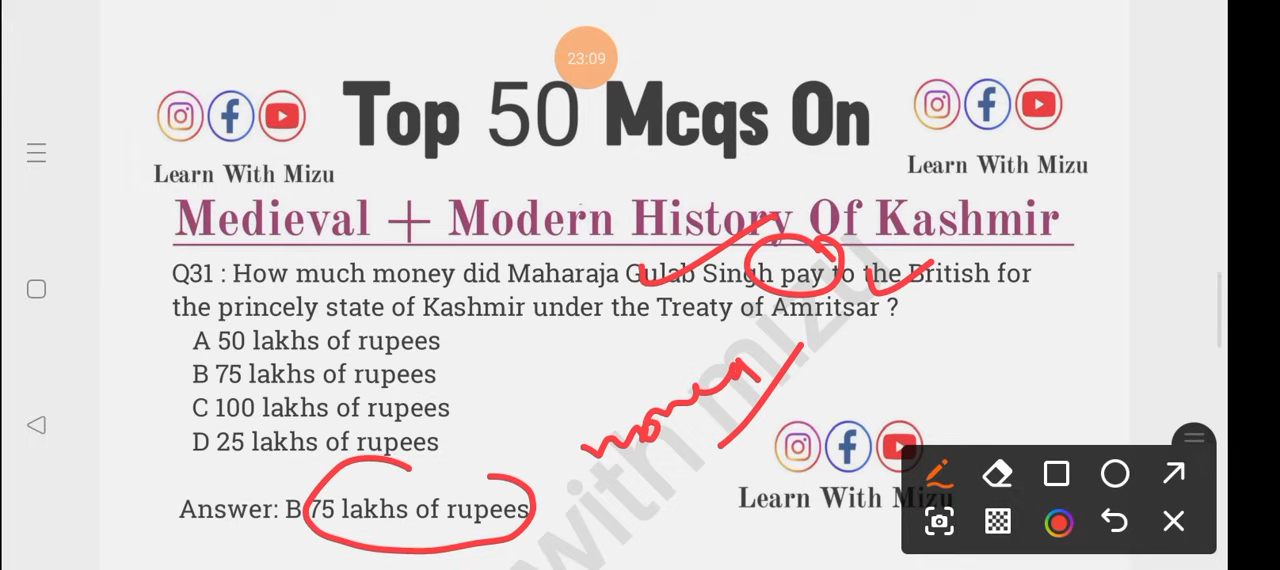 23:09
Top 50 Mcqs On
Learn With Mizu
Learn With Mizu
Medieval + Modern History Of Kashmir
Q31 : How much money did Maharaja Gulab Singh pay to the British for
the princely state of Kashmir under the Treaty of Amritsar ?
A 50 lakhs of rupees
B 75 lakhs of rupees
C 100 lakhs of rupees
D 25 lakhs of rupees
money
Learn With Mizu
Answer: B 75 lakhs of rupees
with mizu